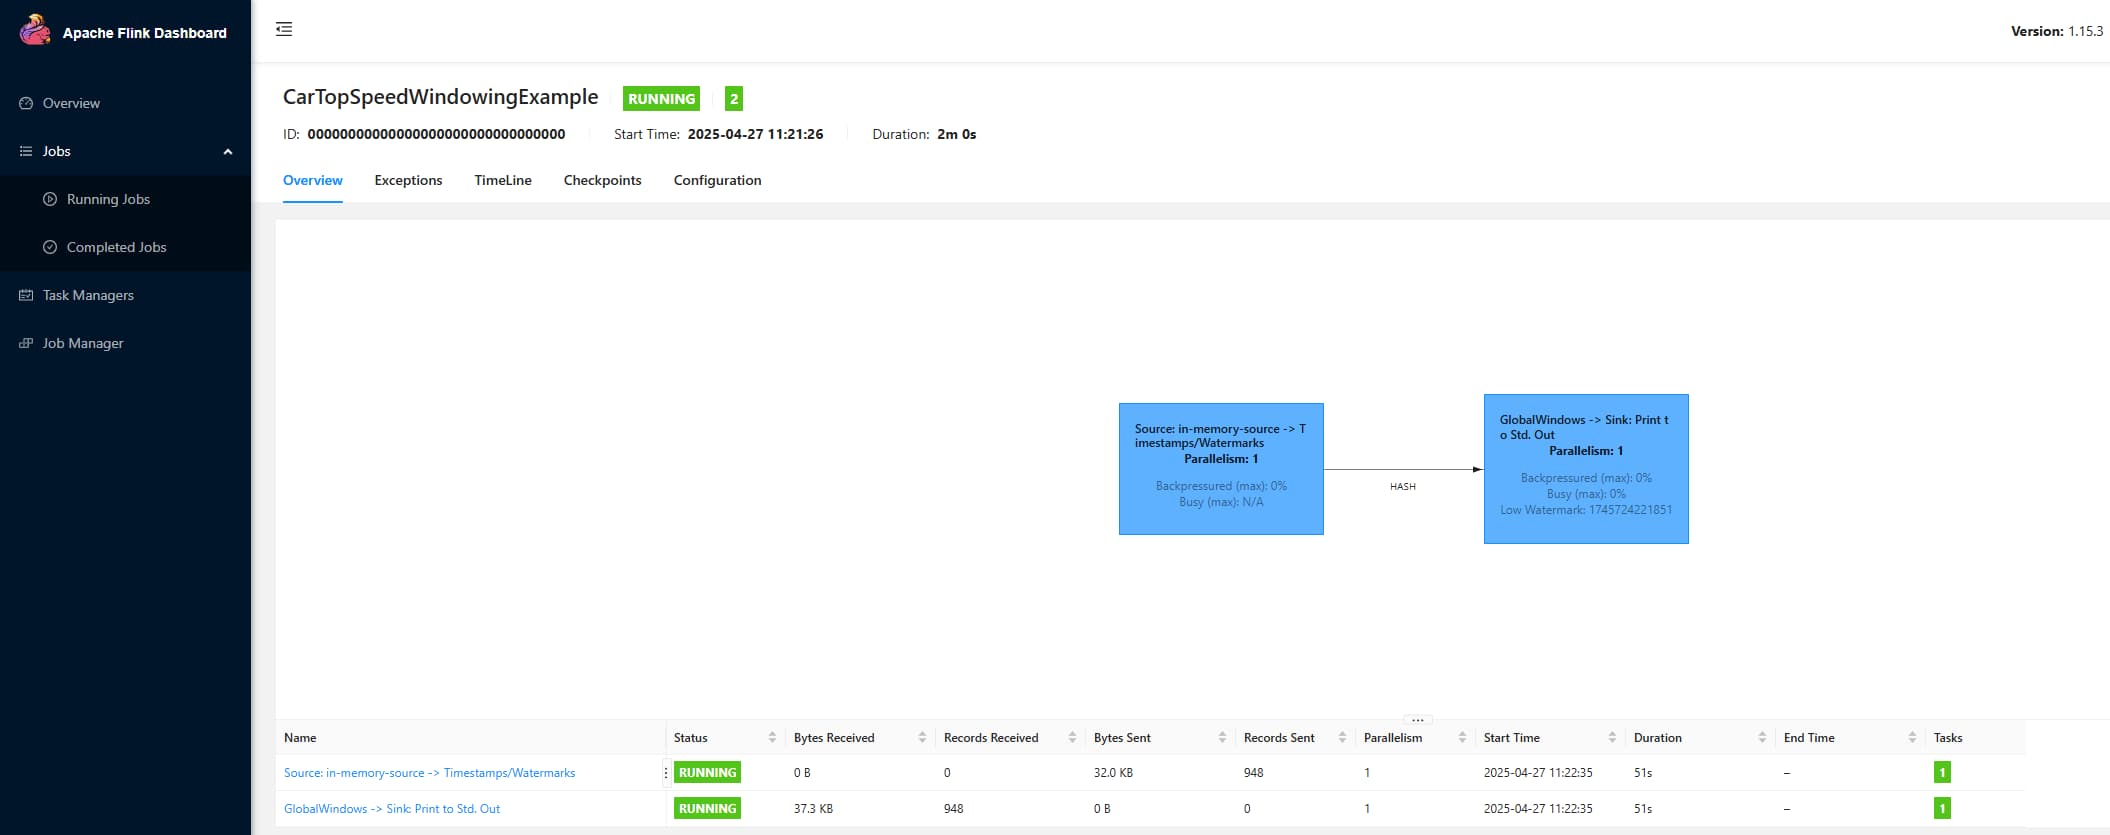 Apache Flink Dashboard
Version: 1.15.3
Overview
Jobs
Running Jobs
Completed Jobs
Task Managers
Job Manager
CarTopSpeedWindowingExample RUNNING 2
ID: 00000000000000000000000000000000 Start Time: 2025-04-27 11:21:26 Duration: 2m 0s
Overview Exceptions TimeLine Checkpoints Configuration
Source: in-memory-source -> T
imestamps/Watermarks
Parallelism: 1
Backpressured (max): 0%
Busy (max): N/A
HASH
GlobalWindows -> Sink: Print t
o Std. Out
Parallelism: 1
Backpressured (max): 0%
Busy (max): 0%
Low Watermark: 1745724221851
Name Status Bytes Received Records Received Bytes Sent Records Sent Parallelism Start Time Duration End Time Tasks
Source: in-memory-source -> Timestamps/Watermarks RUNNING 0 B 0 32.0 KB 948 1 2025-04-27 11:22:35 51s – 1
GlobalWindows -> Sink: Print to Std. Out RUNNING 37.3 KB 948 0 B 0 1 2025-04-27 11:22:35 51s – 1